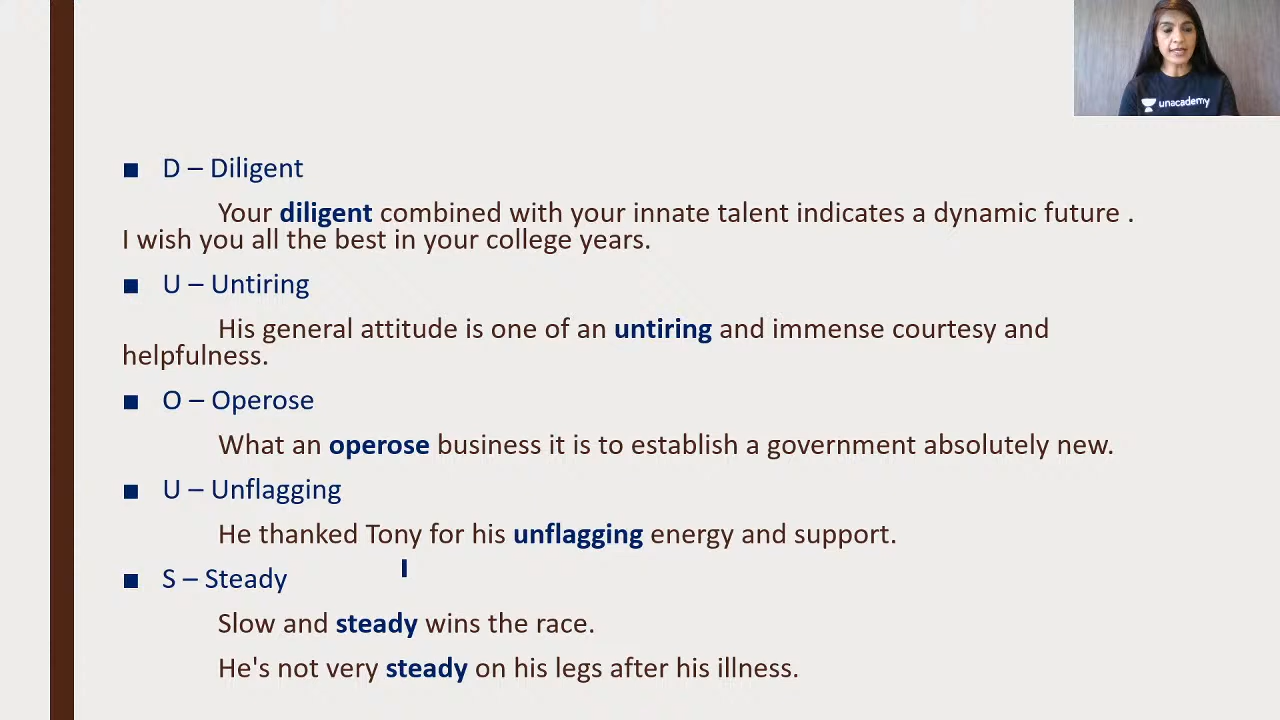 unacademy
■ D – Diligent
Your diligent combined with your innate talent indicates a dynamic future .
I wish you all the best in your college years.
■ U – Untiring
His general attitude is one of an untiring and immense courtesy and
helpfulness.
■ O – Operose
What an operose business it is to establish a government absolutely new.
■ U – Unflagging
He thanked Tony for his unflagging energy and support.
■ S – Steady
Slow and steady wins the race.
He's not very steady on his legs after his illness.